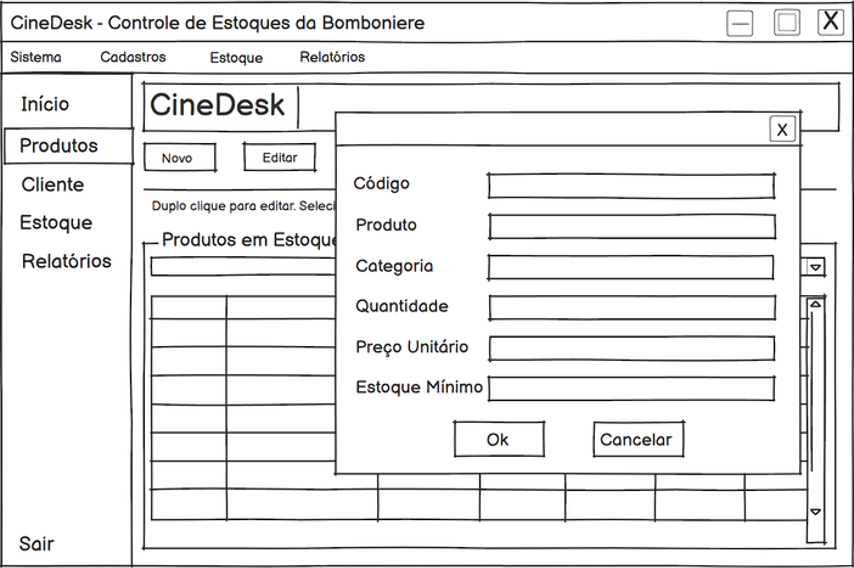 CineDesk - Controle de Estoques da Bomboniere
X
Sistema Cadastros Estoque Relatórios
Início
Produtos
Cliente
Estoque
Relatórios
Sair
CineDesk
Novo Editar
Duplo clique para editar. Seleci
Produtos em Estoque
X
Código
Produto
Categoria
Quantidade
Preço Unitário
Estoque Mínimo
Ok Cancelar